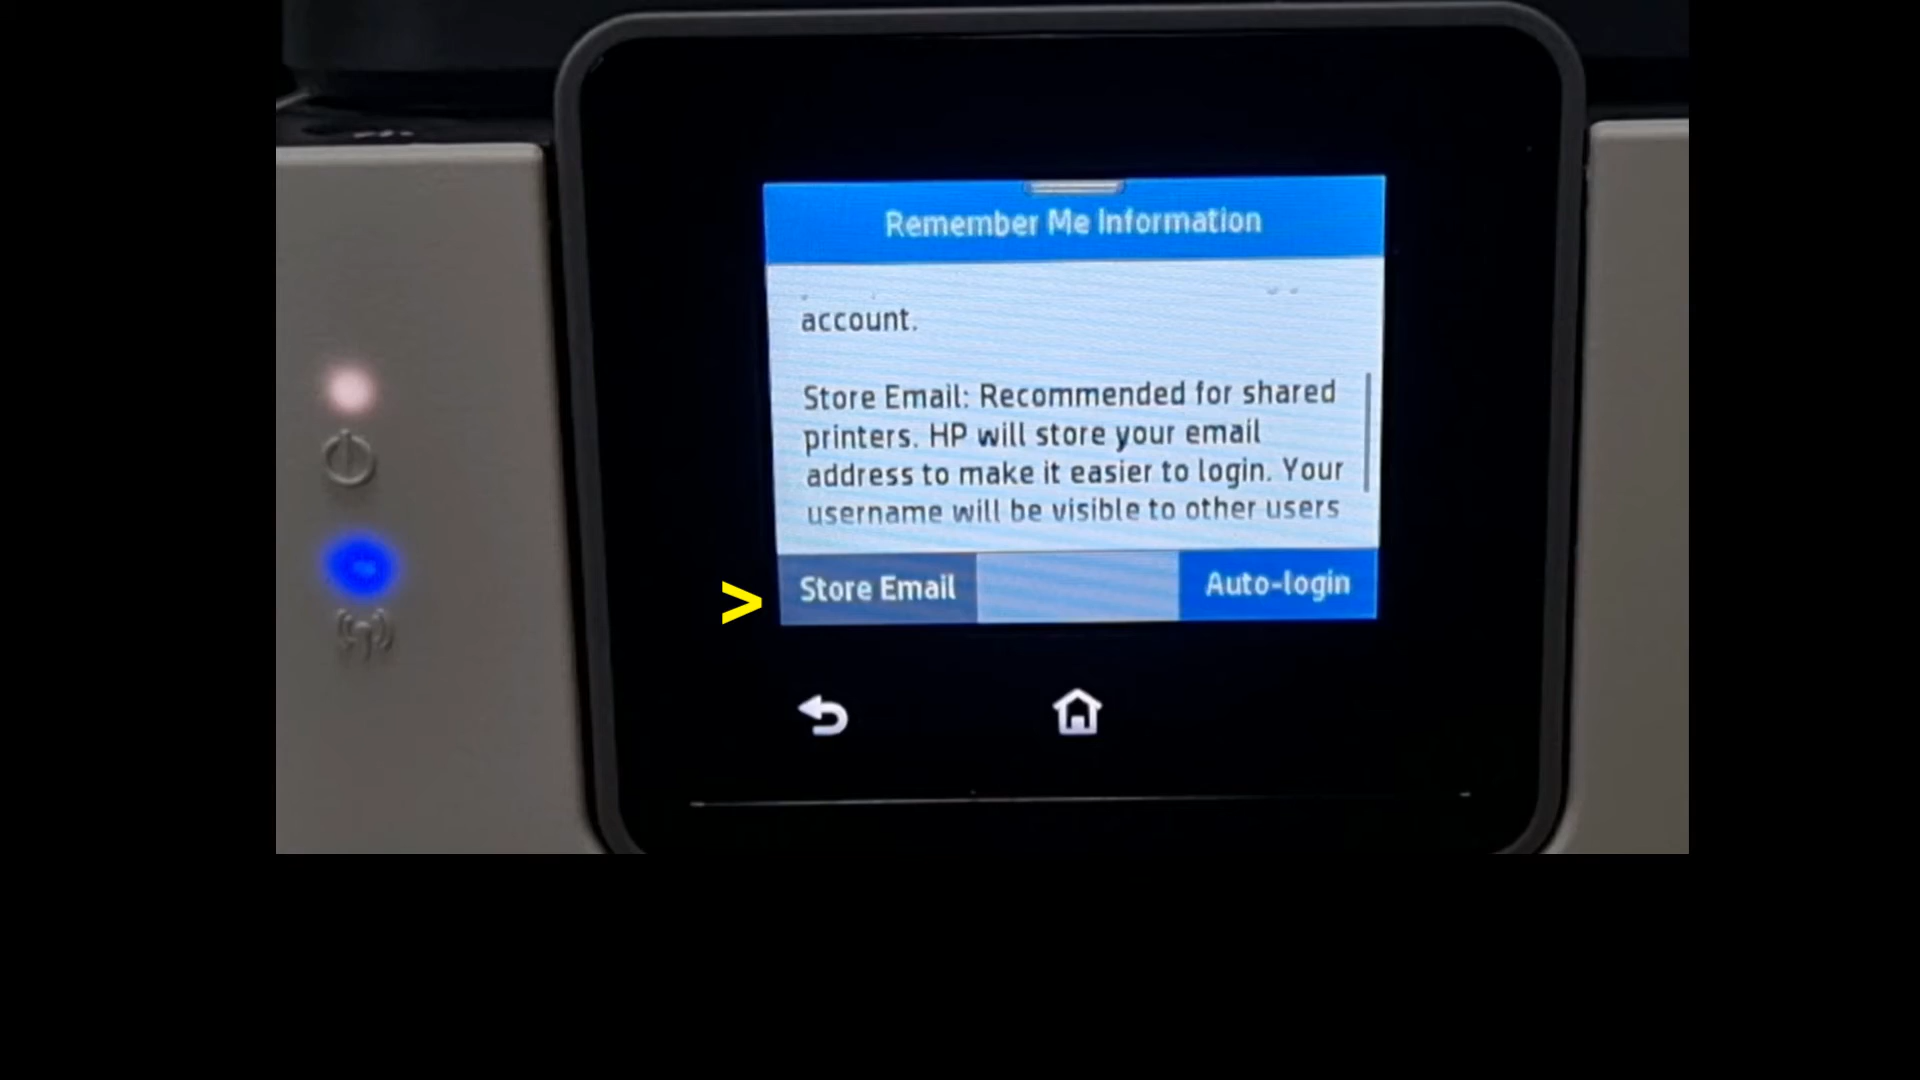 Remember Me Information
account.
Store Email: Recommended for shared
printers. HP will store your email
address to make it easier to login. Your
username will be visible to other users
> Store Email
Auto-login